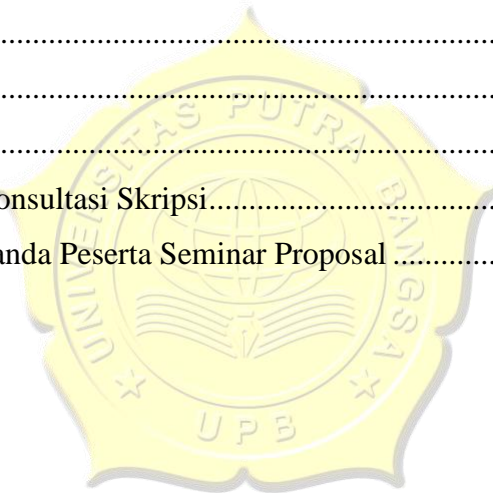 ........................................................................
........................................................................
........................................................................
onsultasi Skripsi....................................
anda Peserta Seminar Proposal .............
UNIVERSITAS PUTRA BANGSA
UPB